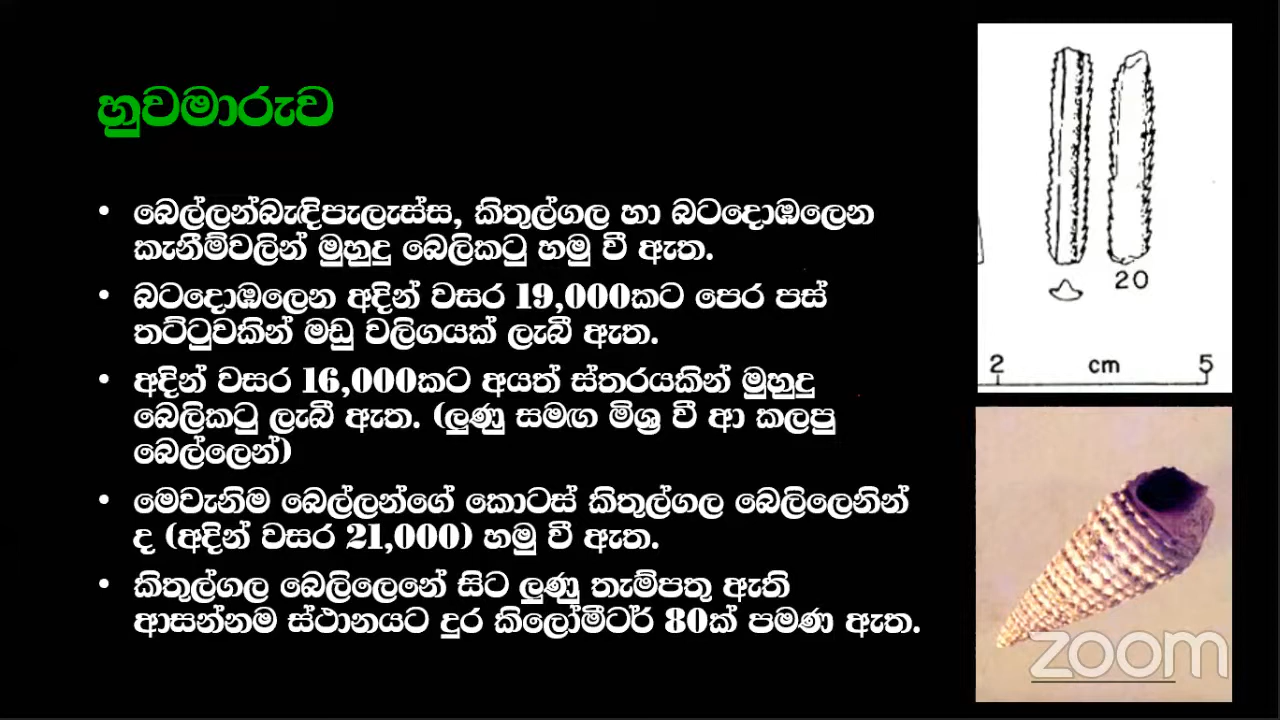 හුවමාරුව
• බෙල්ලන්බැඳිපැලැස්ස, කිතුල්ගල හා බටදොඹලෙන
කැනීම්වලින් මුහුදු බෙලිකටු හමු වී ඇත.
• බටදොඹලෙන අදින් වසර 19,000කට පෙර පස්
තට්ටුවකින් මඩු වලිගයක් ලැබී ඇත.
• අදින් වසර 16,000කට අයත් ස්තරයකින් මුහුදු
බෙලිකටු ලැබී ඇත. (ලුණු සමඟ මිශ්‍ර වී ආ කලපු
බෙල්ලෙන්)
• මෙවැනිම බෙල්ලන්ගේ කොටස් කිතුල්ගල බෙලිලෙනින්
ද (අදින් වසර 21,000) හමු වී ඇත.
• කිතුල්ගල බෙලිලෙනේ සිට ලුණු තැම්පතු ඇති
ආසන්නම ස්ථානයට දුර කිලෝමීටර් 80ක් පමණ ඇත.
20
2 cm 5
zoom